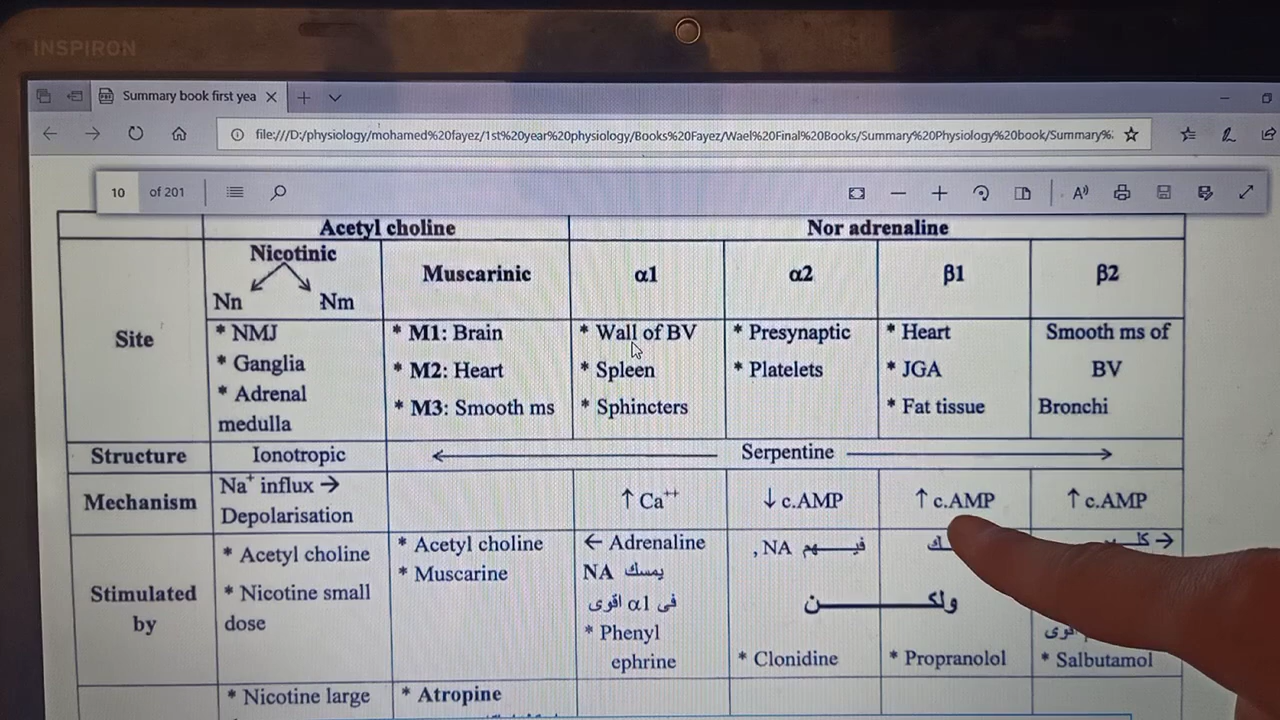 INSPIRON
Summary book first yea
file:///D:/physiology/mohamed%20fayez/1st%20year%20physiology/Books%20Fayez/Wael%20Final%20Books/Summary%20Physiology%20book/Summary%
10 of 201
Acetyl choline
Nor adrenaline
Nicotinic
Nn Nm
Muscarinic
α1
α2
β1
β2
Site
* NMJ
* Ganglia
* Adrenal
medulla
* M1: Brain
* M2: Heart
* M3: Smooth ms
* Wall of BV
* Spleen
* Sphincters
* Presynaptic
* Platelets
* Heart
* JGA
* Fat tissue
Smooth ms of
BV
Bronchi
Structure
Ionotropic
← Serpentine →
Mechanism
Na⁺ influx →
Depolarisation
↑ Ca⁺⁺
↓ c.AMP
↑ c.AMP
↑ c.AMP
Stimulated
by
* Acetyl choline
* Nicotine small
dose
* Acetyl choline
* Muscarine
← Adrenaline
يمسك NA
فى α1 اقوى
* Phenyl
ephrine
فيهم NA ,
ولكن
* Clonidine
* Propranolol
اقوى
* Salbutamol
* Nicotine large
* Atropine